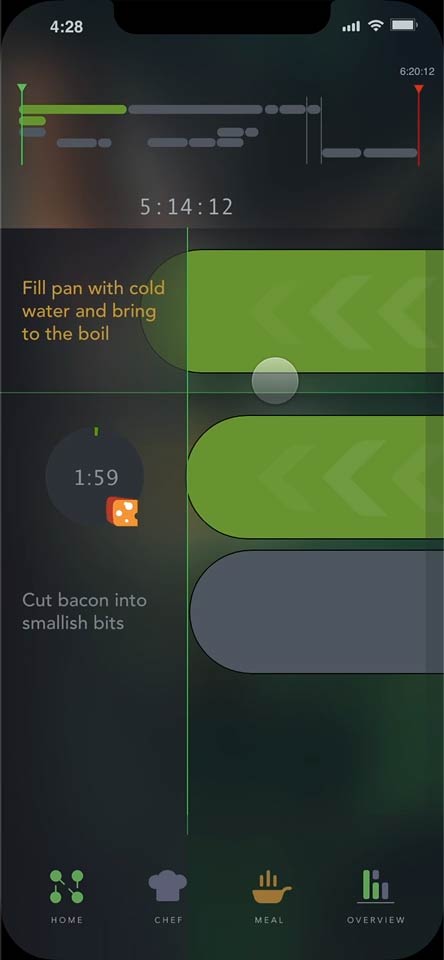 4:28
6:20:12
5:14:12
Fill pan with cold
water and bring
to the boil
1:59
Cut bacon into
smallish bits
HOME
CHEF
MEAL
OVERVIEW